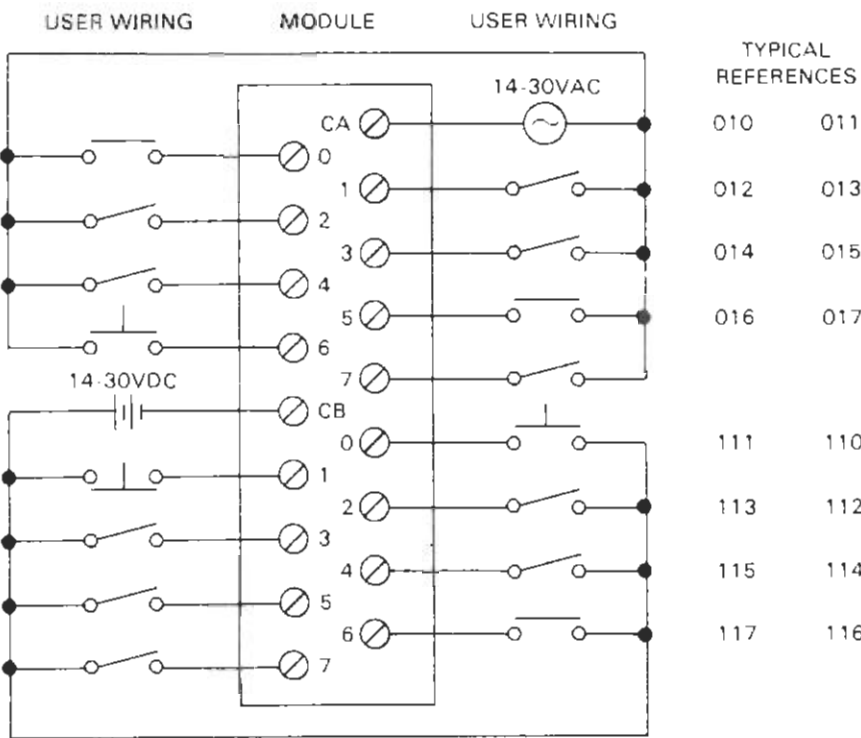 USER WIRING MODULE USER WIRING
TYPICAL
REFERENCES
14-30VAC
CA 010 011
0
1 012 013
2
3 014 015
4
5 016 017
6
7
14-30VDC
CB
0 111 110
1
2 113 112
3
4 115 114
5
6 117 116
7